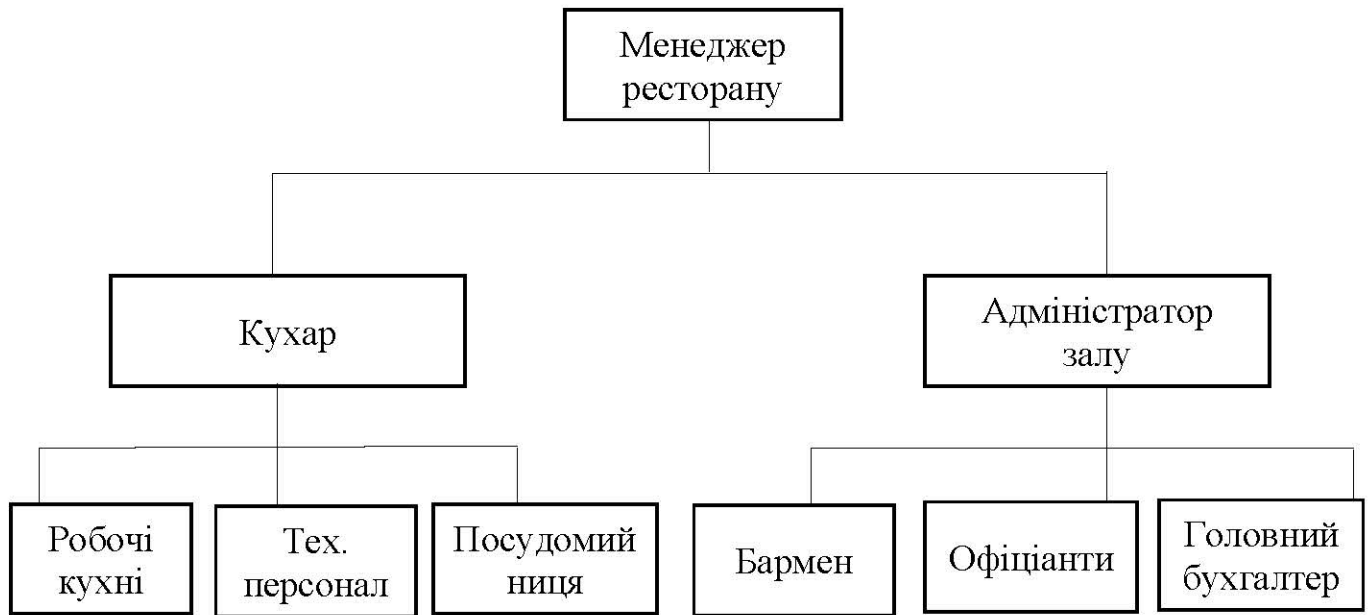 Менеджер
ресторану
Кухар
Адміністратор
залу
Робочі
кухні
Тех.
персонал
Посудомий
ниця
Бармен
Офіціанти
Головний
бухгалтер